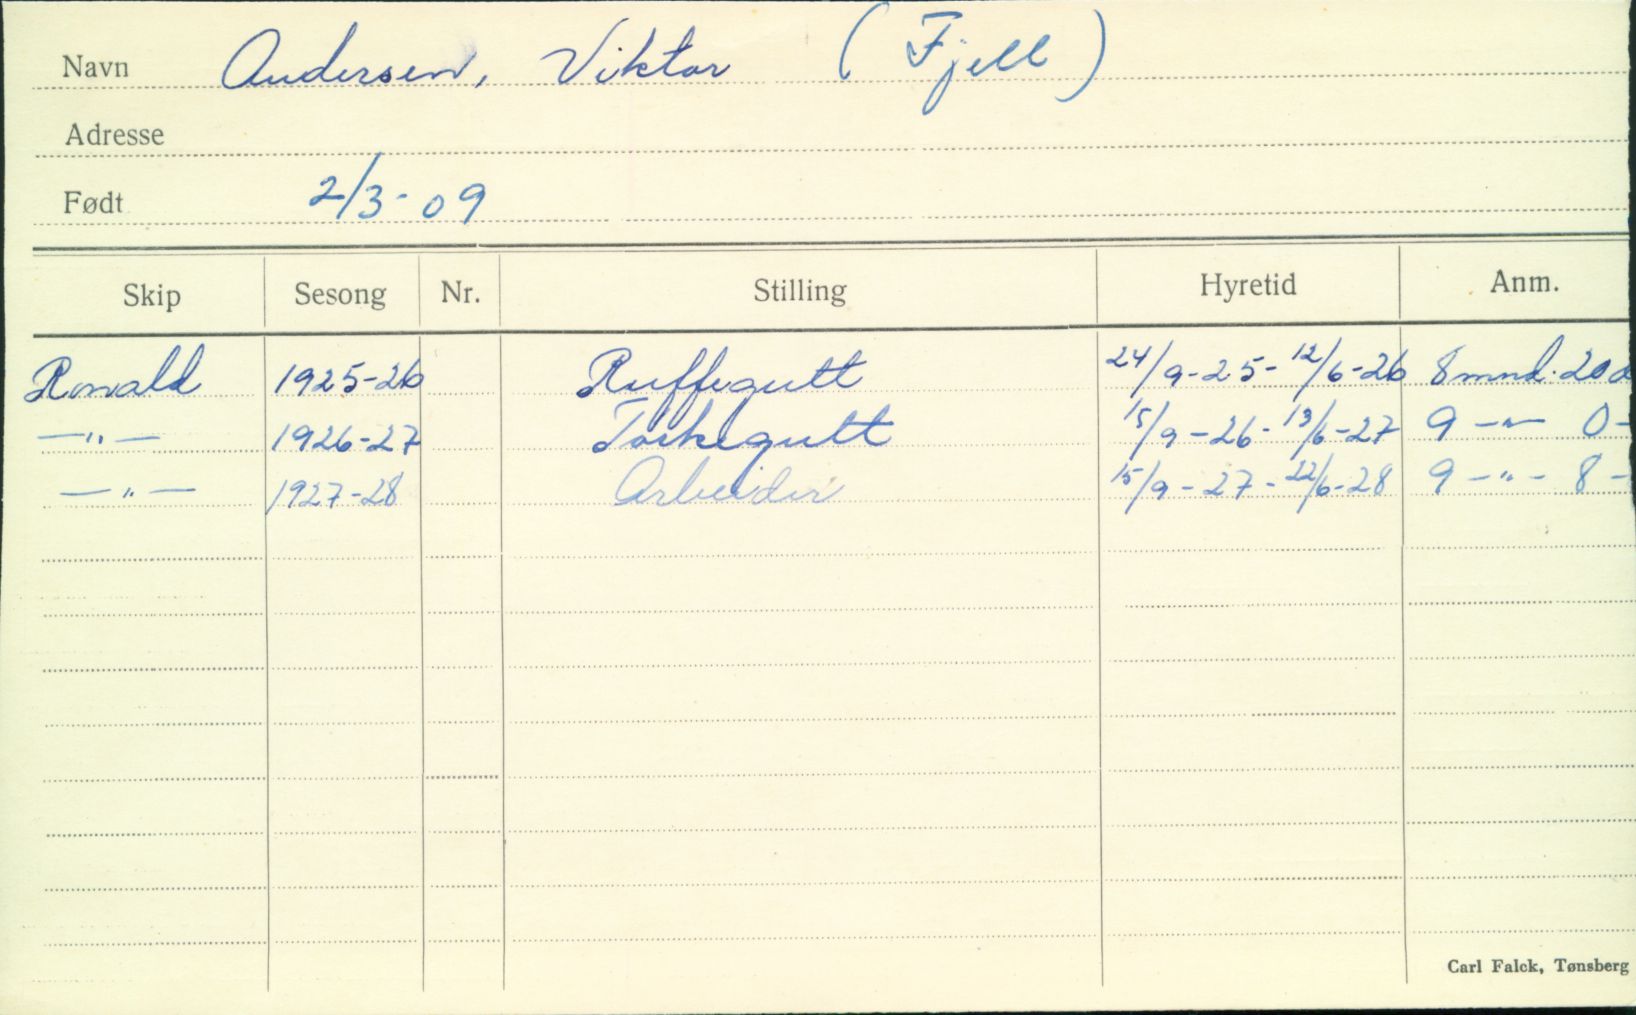 Navn Andersen, Viktor (Fjell)
Adresse
Født 2/3-09
Skip Sesong Nr. Stilling Hyretid Anm.
Ronald 1925-26 Ruffegutt 24/9-25-12/6-26 8 mnd. 20 d
—"— 1926-27 Torkegutt 15/9-26-13/6-27 9 —"— 0-
—"— 1927-28 Arbeider 15/9-27-22/6-28 9 —"— 8-
Carl Falck, Tønsberg